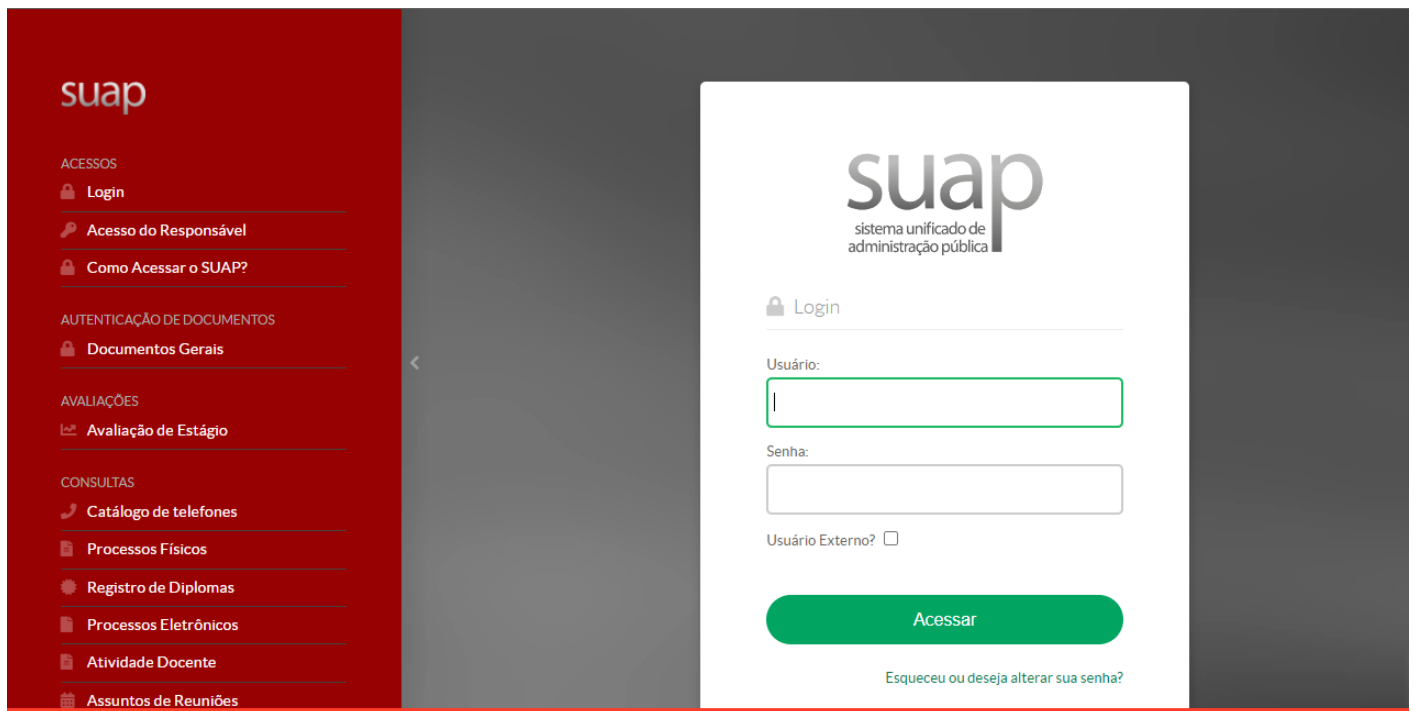 suap
ACESSOS
Login
Acesso do Responsável
Como Acessar o SUAP?
AUTENTICAÇÃO DE DOCUMENTOS
Documentos Gerais
AVALIAÇÕES
Avaliação de Estágio
CONSULTAS
Catálogo de telefones
Processos Físicos
Registro de Diplomas
Processos Eletrônicos
Atividade Docente
Assuntos de Reuniões
suap
sistema unificado de
administração pública
Login
Usuário:
Senha:
Usuário Externo?
Acessar
Esqueceu ou deseja alterar sua senha?